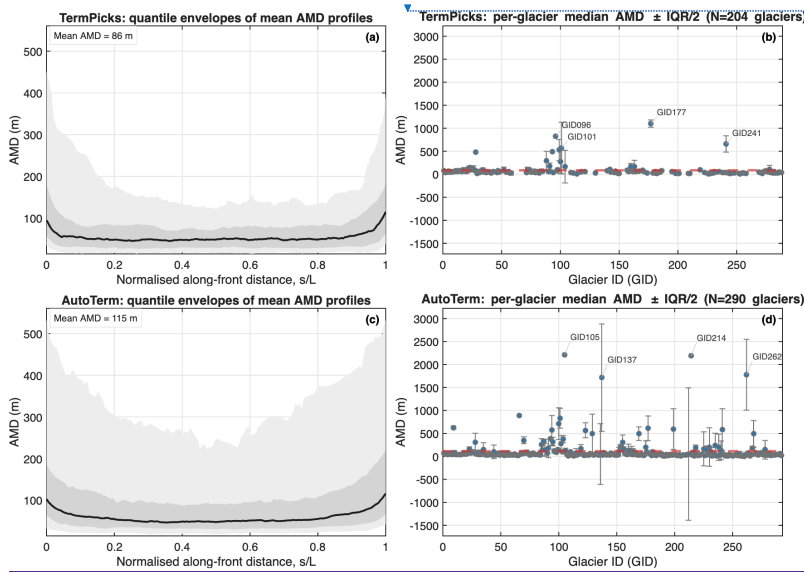 TermPicks: quantile envelopes of mean AMD profiles
Mean AMD = 86 m
(a)
500
400
300
200
100
AMD (m)
0 0.2 0.4 0.6 0.8 1
Normalised along-front distance, s/L
TermPicks: per-glacier median AMD ± IQR/2 (N=204 glaciers)
(b)
3000
2500
2000
1500
1000
500
0
-500
-1000
-1500
AMD (m)
GID096
GID101
GID177
GID241
0 50 100 150 200 250
Glacier ID (GID)
AutoTerm: quantile envelopes of mean AMD profiles
Mean AMD = 115 m
(c)
500
400
300
200
100
AMD (m)
0 0.2 0.4 0.6 0.8 1
Normalised along-front distance, s/L
AutoTerm: per-glacier median AMD ± IQR/2 (N=290 glaciers)
(d)
3000
2500
2000
1500
1000
500
0
-500
-1000
-1500
AMD (m)
GID105
GID137
GID214
GID262
0 50 100 150 200 250
Glacier ID (GID)